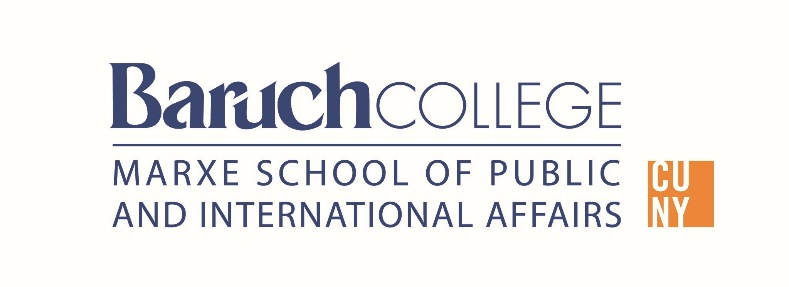 BaruchCOLLEGE
MARXE SCHOOL OF PUBLIC
AND INTERNATIONAL AFFAIRS
CU
NY